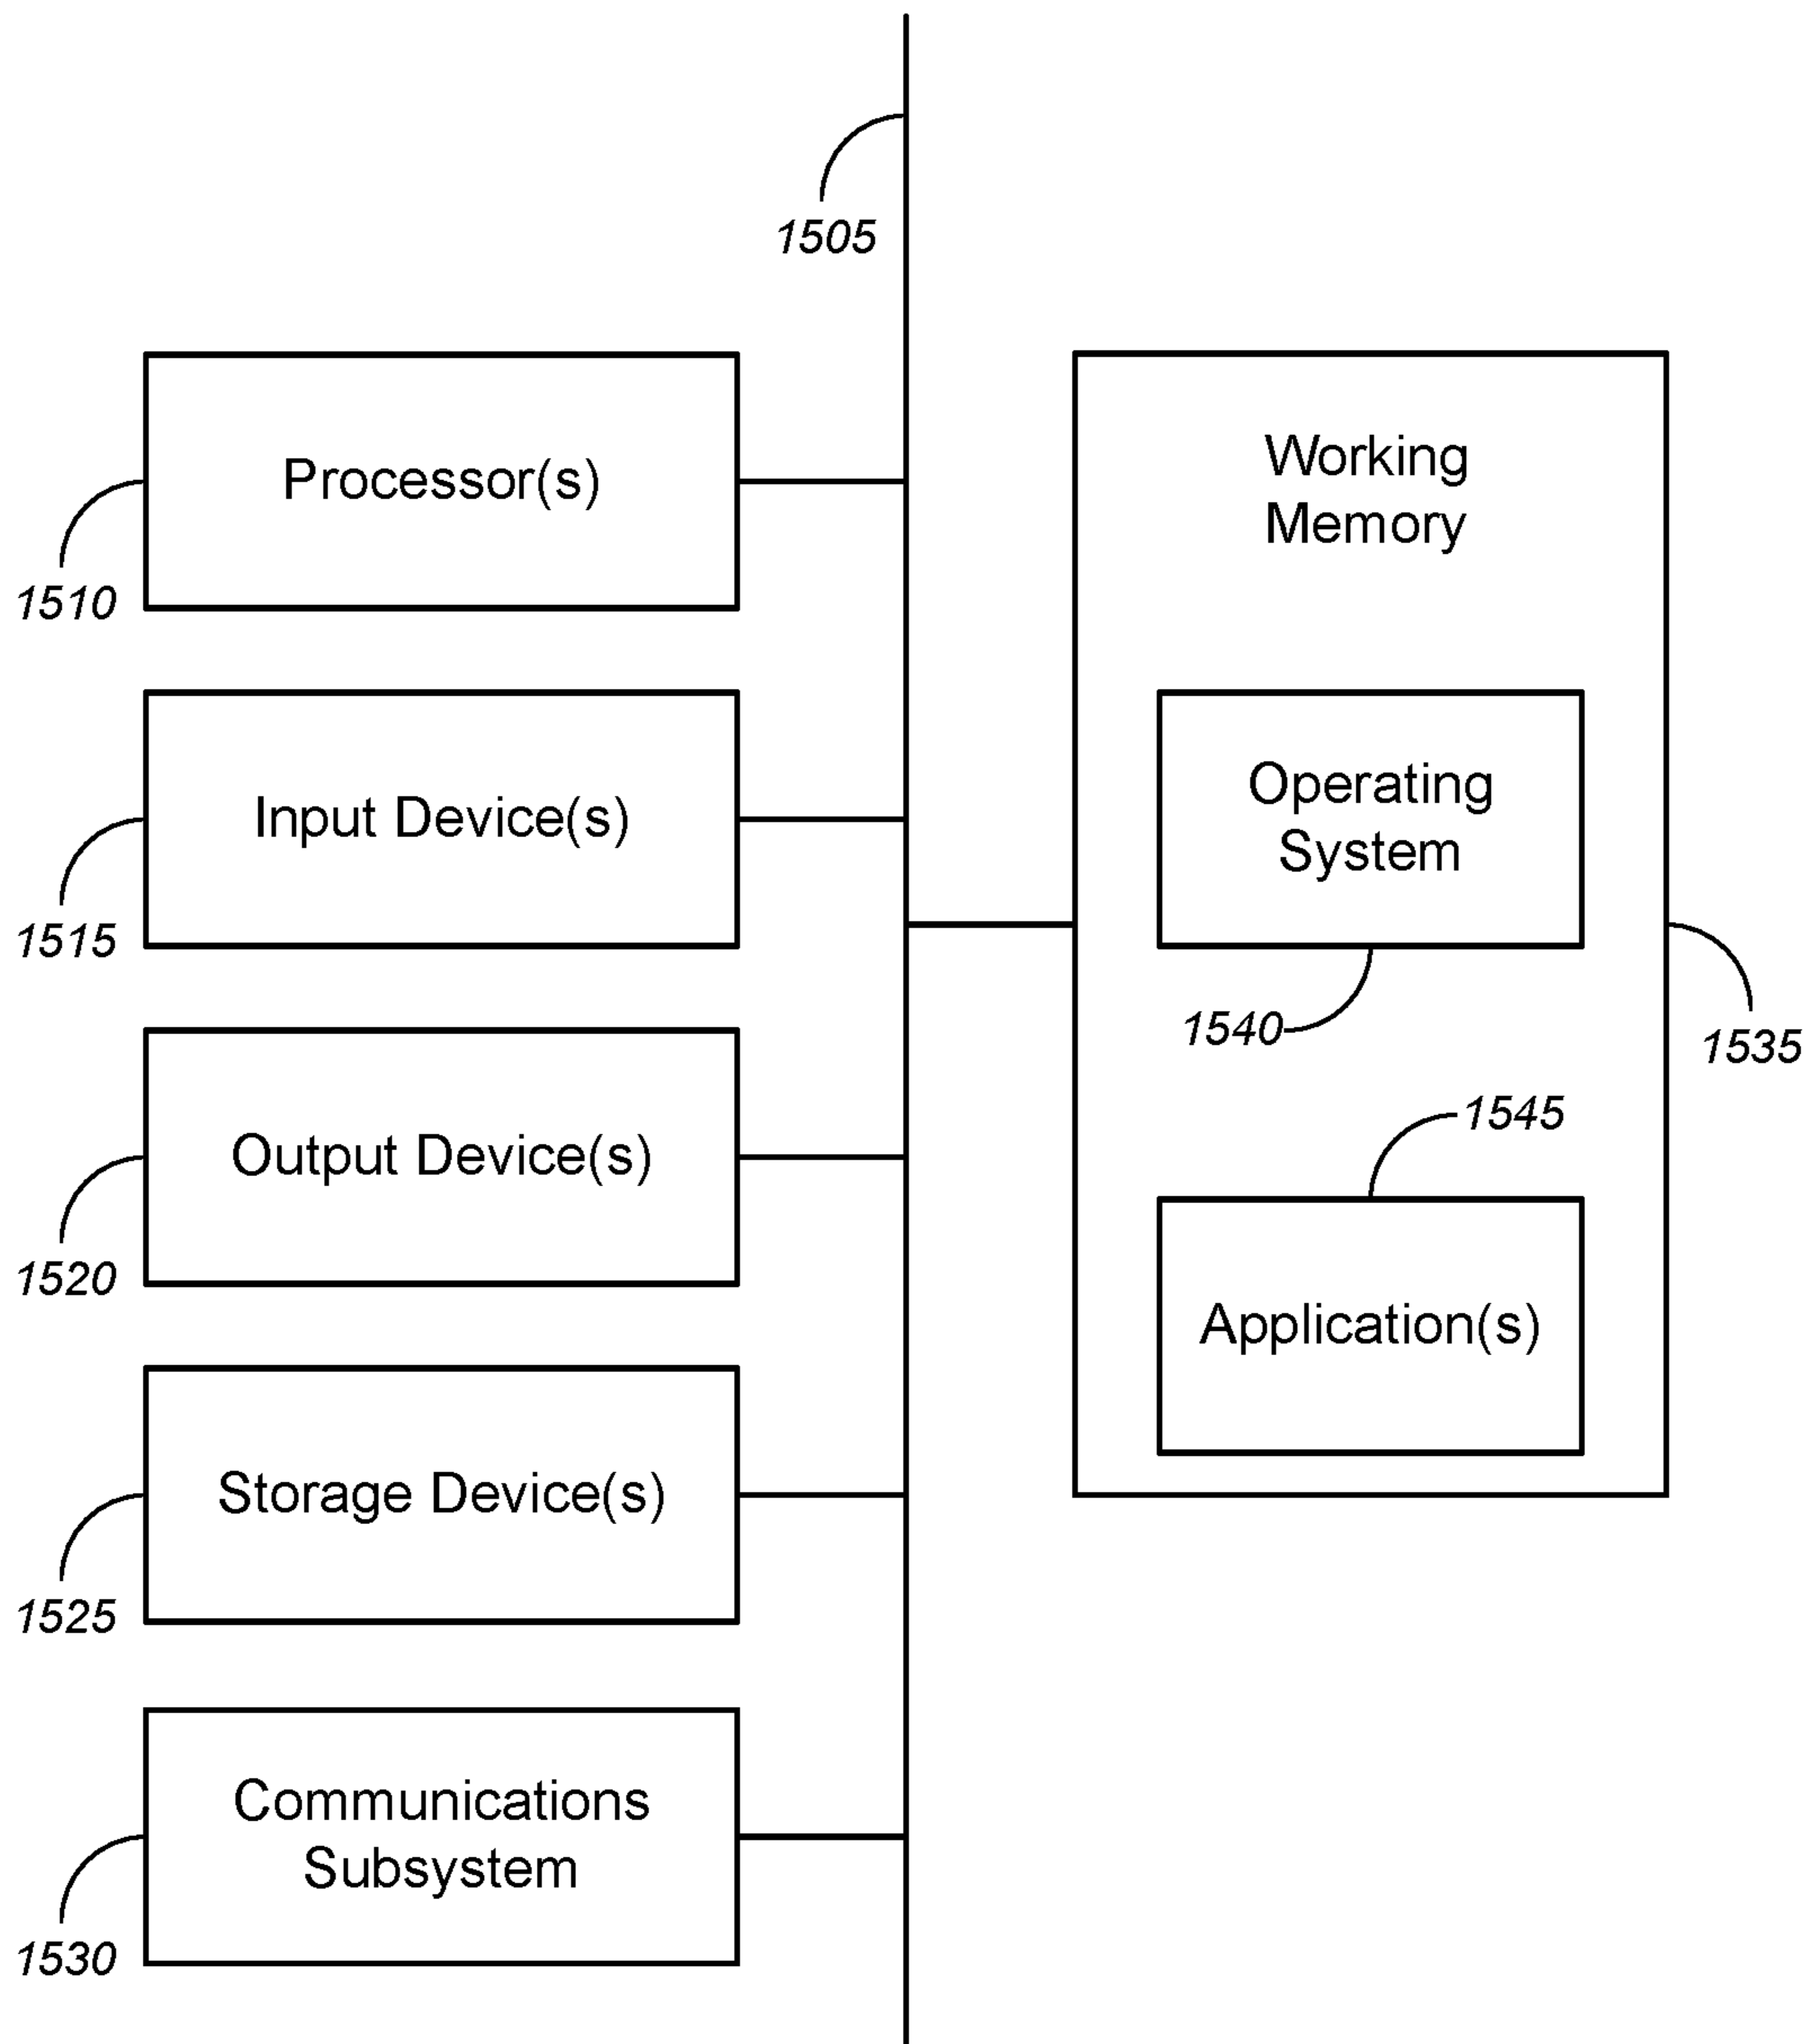 1505
Processor(s)
1510
Input Device(s)
1515
Output Device(s)
1520
Storage Device(s)
1525
Communications
Subsystem
1530
Working
Memory
Operating
System
1540
1535
1545
Application(s)